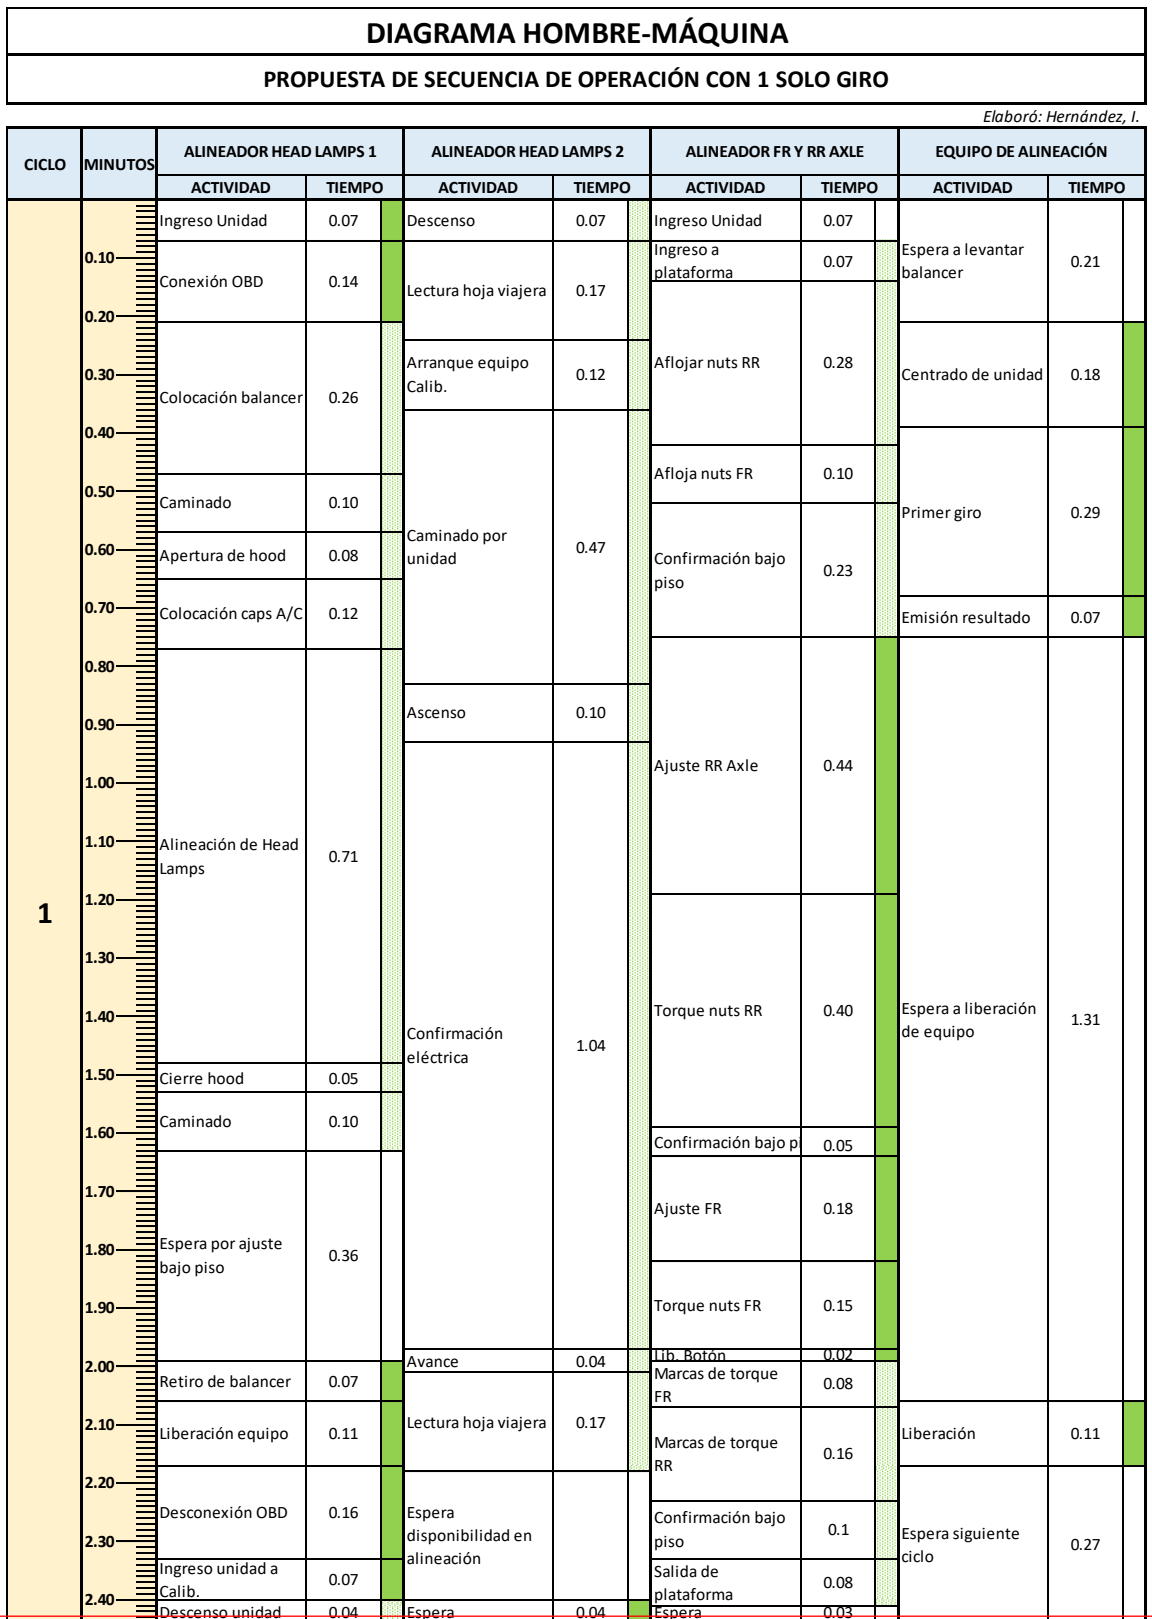 DIAGRAMA HOMBRE-MÁQUINA
PROPUESTA DE SECUENCIA DE OPERACIÓN CON 1 SOLO GIRO
Elaboró: Hernández, I.
CICLO
MINUTOS
ALINEADOR HEAD LAMPS 1
ALINEADOR HEAD LAMPS 2
ALINEADOR FR Y RR AXLE
EQUIPO DE ALINEACIÓN
ACTIVIDAD TIEMPO
ACTIVIDAD TIEMPO
ACTIVIDAD TIEMPO
ACTIVIDAD TIEMPO
1
0.10
0.20
0.30
0.40
0.50
0.60
0.70
0.80
0.90
1.00
1.10
1.20
1.30
1.40
1.50
1.60
1.70
1.80
1.90
2.00
2.10
2.20
2.30
2.40
Ingreso Unidad 0.07
Conexión OBD 0.14
Colocación balancer 0.26
Caminado 0.10
Apertura de hood 0.08
Colocación caps A/C 0.12
Alineación de Head
Lamps
0.71
Cierre hood 0.05
Caminado 0.10
Espera por ajuste
bajo piso
0.36
Retiro de balancer 0.07
Liberación equipo 0.11
Desconexión OBD 0.16
Ingreso unidad a
Calib.
0.07
Descenso unidad 0.04
Descenso 0.07
Lectura hoja viajera 0.17
Arranque equipo
Calib.
0.12
Caminado por
unidad
0.47
Ascenso 0.10
Confirmación
eléctrica
1.04
Avance 0.04
Lectura hoja viajera 0.17
Espera
disponibilidad en
alineación
Espera 0.04
Ingreso Unidad 0.07
Ingreso a
plataforma
0.07
Aflojar nuts RR 0.28
Afloja nuts FR 0.10
Confirmación bajo
piso
0.23
Ajuste RR Axle 0.44
Torque nuts RR 0.40
Confirmación bajo pi 0.05
Ajuste FR 0.18
Torque nuts FR 0.15
Lib. Botón 0.02
Marcas de torque
FR
0.08
Marcas de torque
RR
0.16
Confirmación bajo
piso
0.1
Salida de
plataforma
0.08
Espera 0.03
Espera a levantar
balancer
0.21
Centrado de unidad 0.18
Primer giro 0.29
Emisión resultado 0.07
Espera a liberación
de equipo
1.31
Liberación 0.11
Espera siguiente
ciclo
0.27